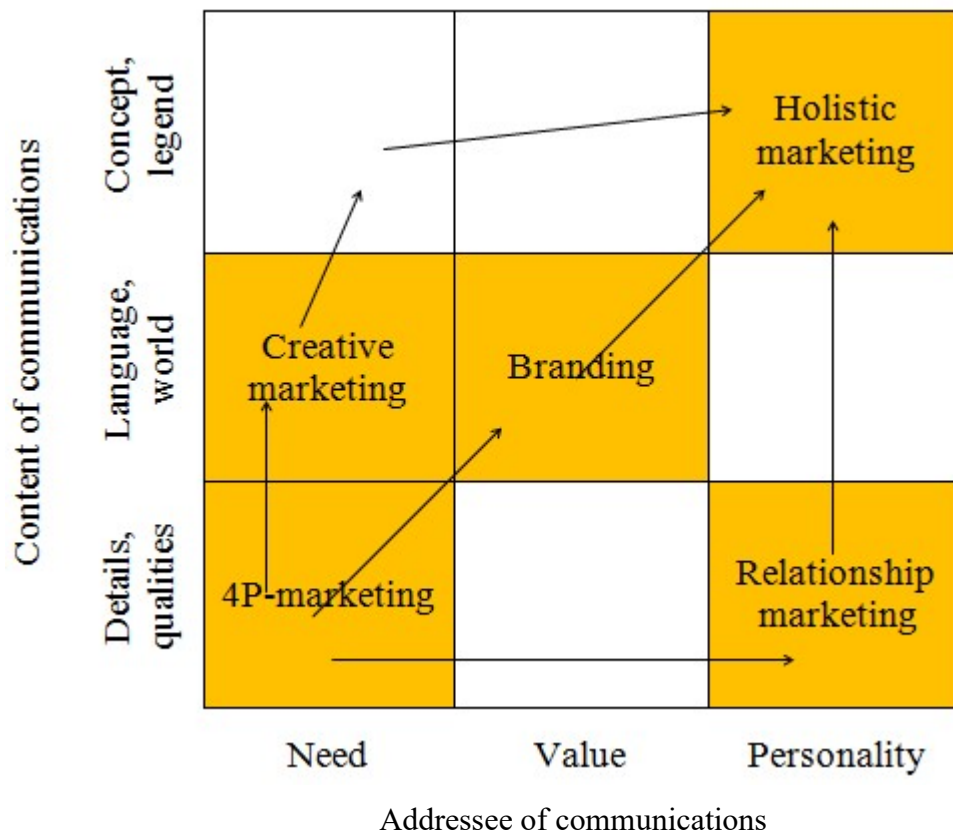 Content of communications
Concept,
legend
Holistic
marketing
Language,
world
Creative
marketing
Branding
Details,
qualities
4P-marketing
Relationship
marketing
Need
Value
Personality
Addressee of communications